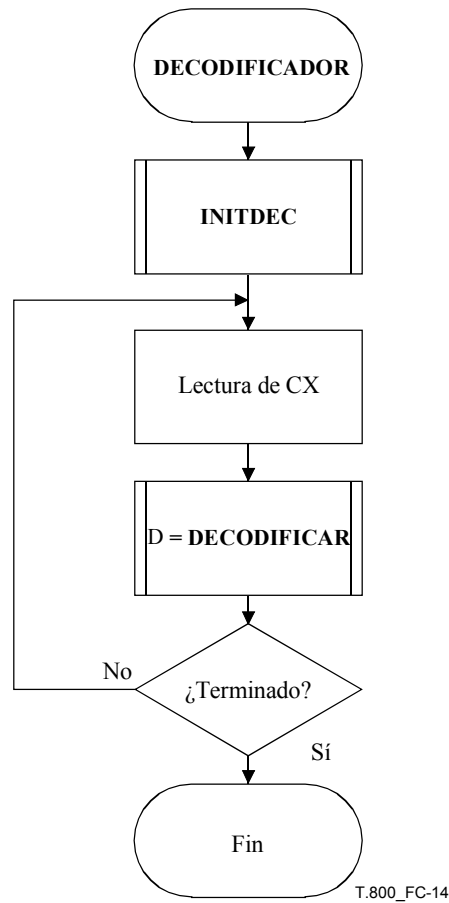 DECODIFICADOR
INITDEC
Lectura de CX
D = DECODIFICAR
No
¿Terminado?
Sí
Fin
T.800_FC-14